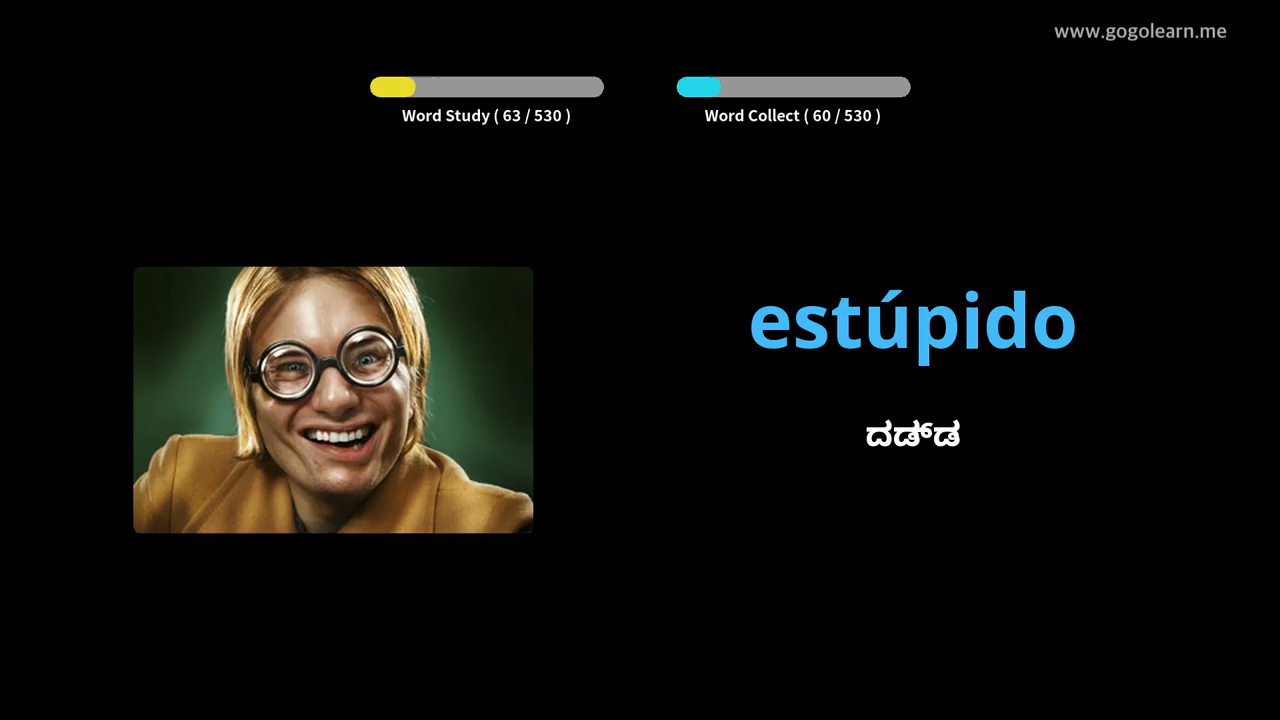 www.gogolearn.me
Word Study ( 63 / 530 )
Word Collect ( 60 / 530 )
estúpido
ದಡ್ಡ